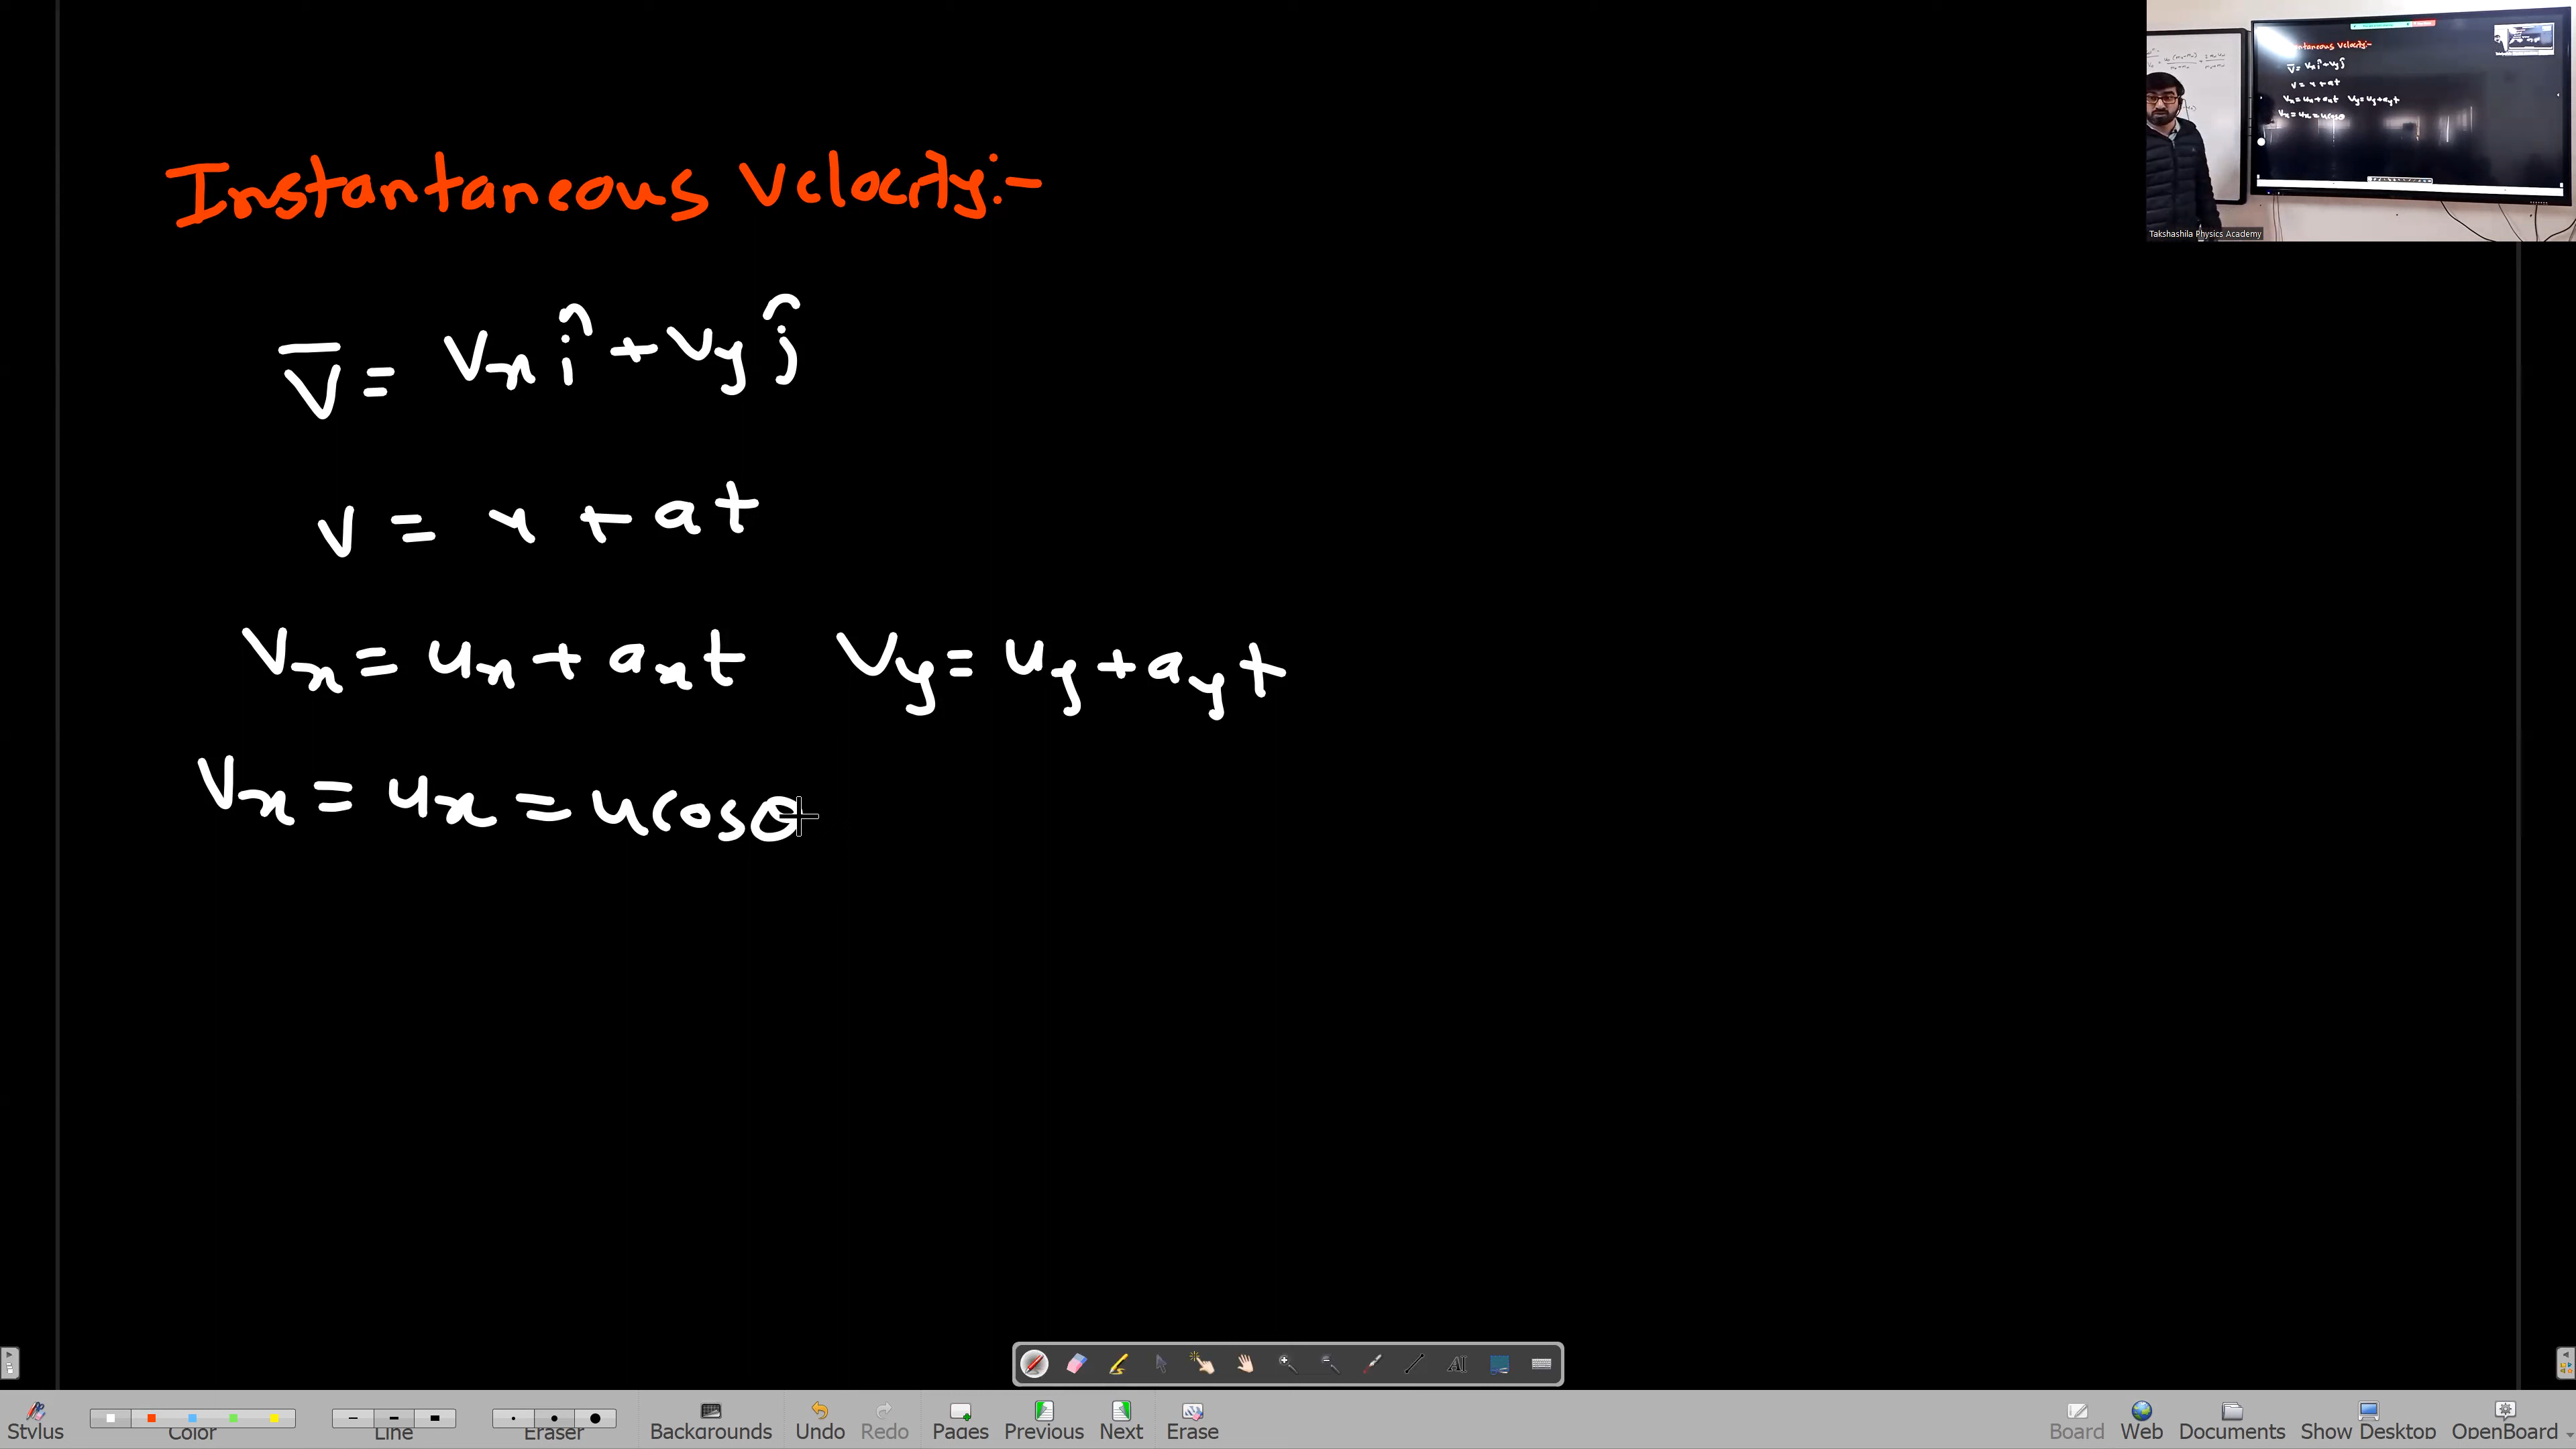 Instantaneous Velocity:-
V̅ = Vx î + Vy ĵ
v = u + at
Vx = ux + axt Vy = uy + ayt
Vx = ux = ucosθ
Takshashila Physics Academy
Stylus Color Line Eraser Backgrounds Undo Redo Pages Previous Next Erase Board Web Documents Show Desktop OpenBoard